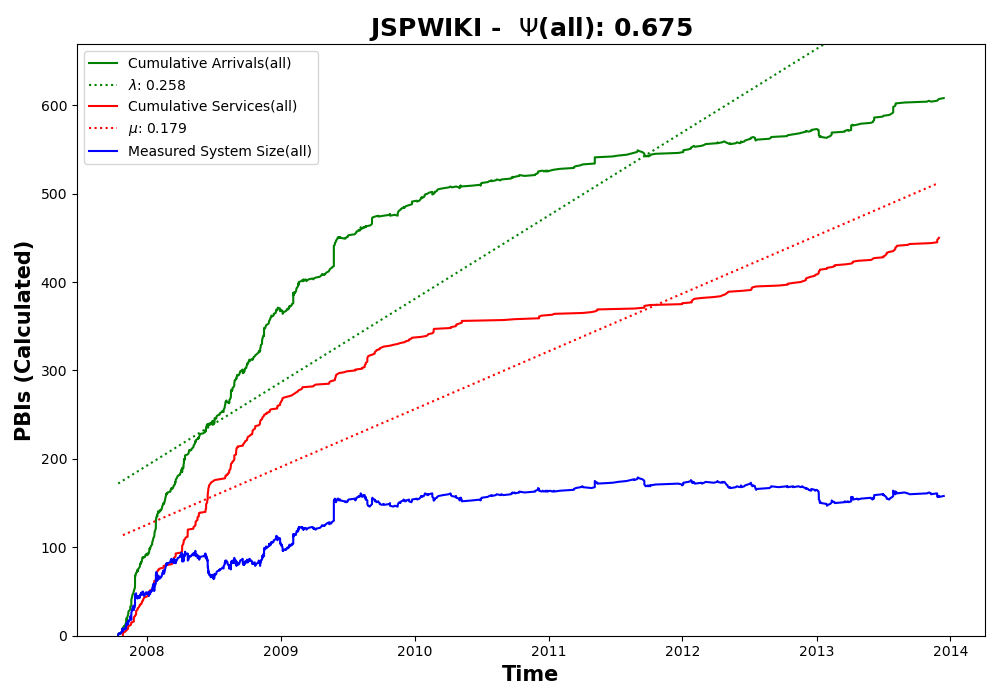 JSPWIKI -  Ψ(all): 0.675
Cumulative Arrivals(all)
λ: 0.258
Cumulative Services(all)
μ: 0.179
Measured System Size(all)
PBIs (Calculated)
600
500
400
300
200
100
0
2008 2009 2010 2011 2012 2013 2014
Time